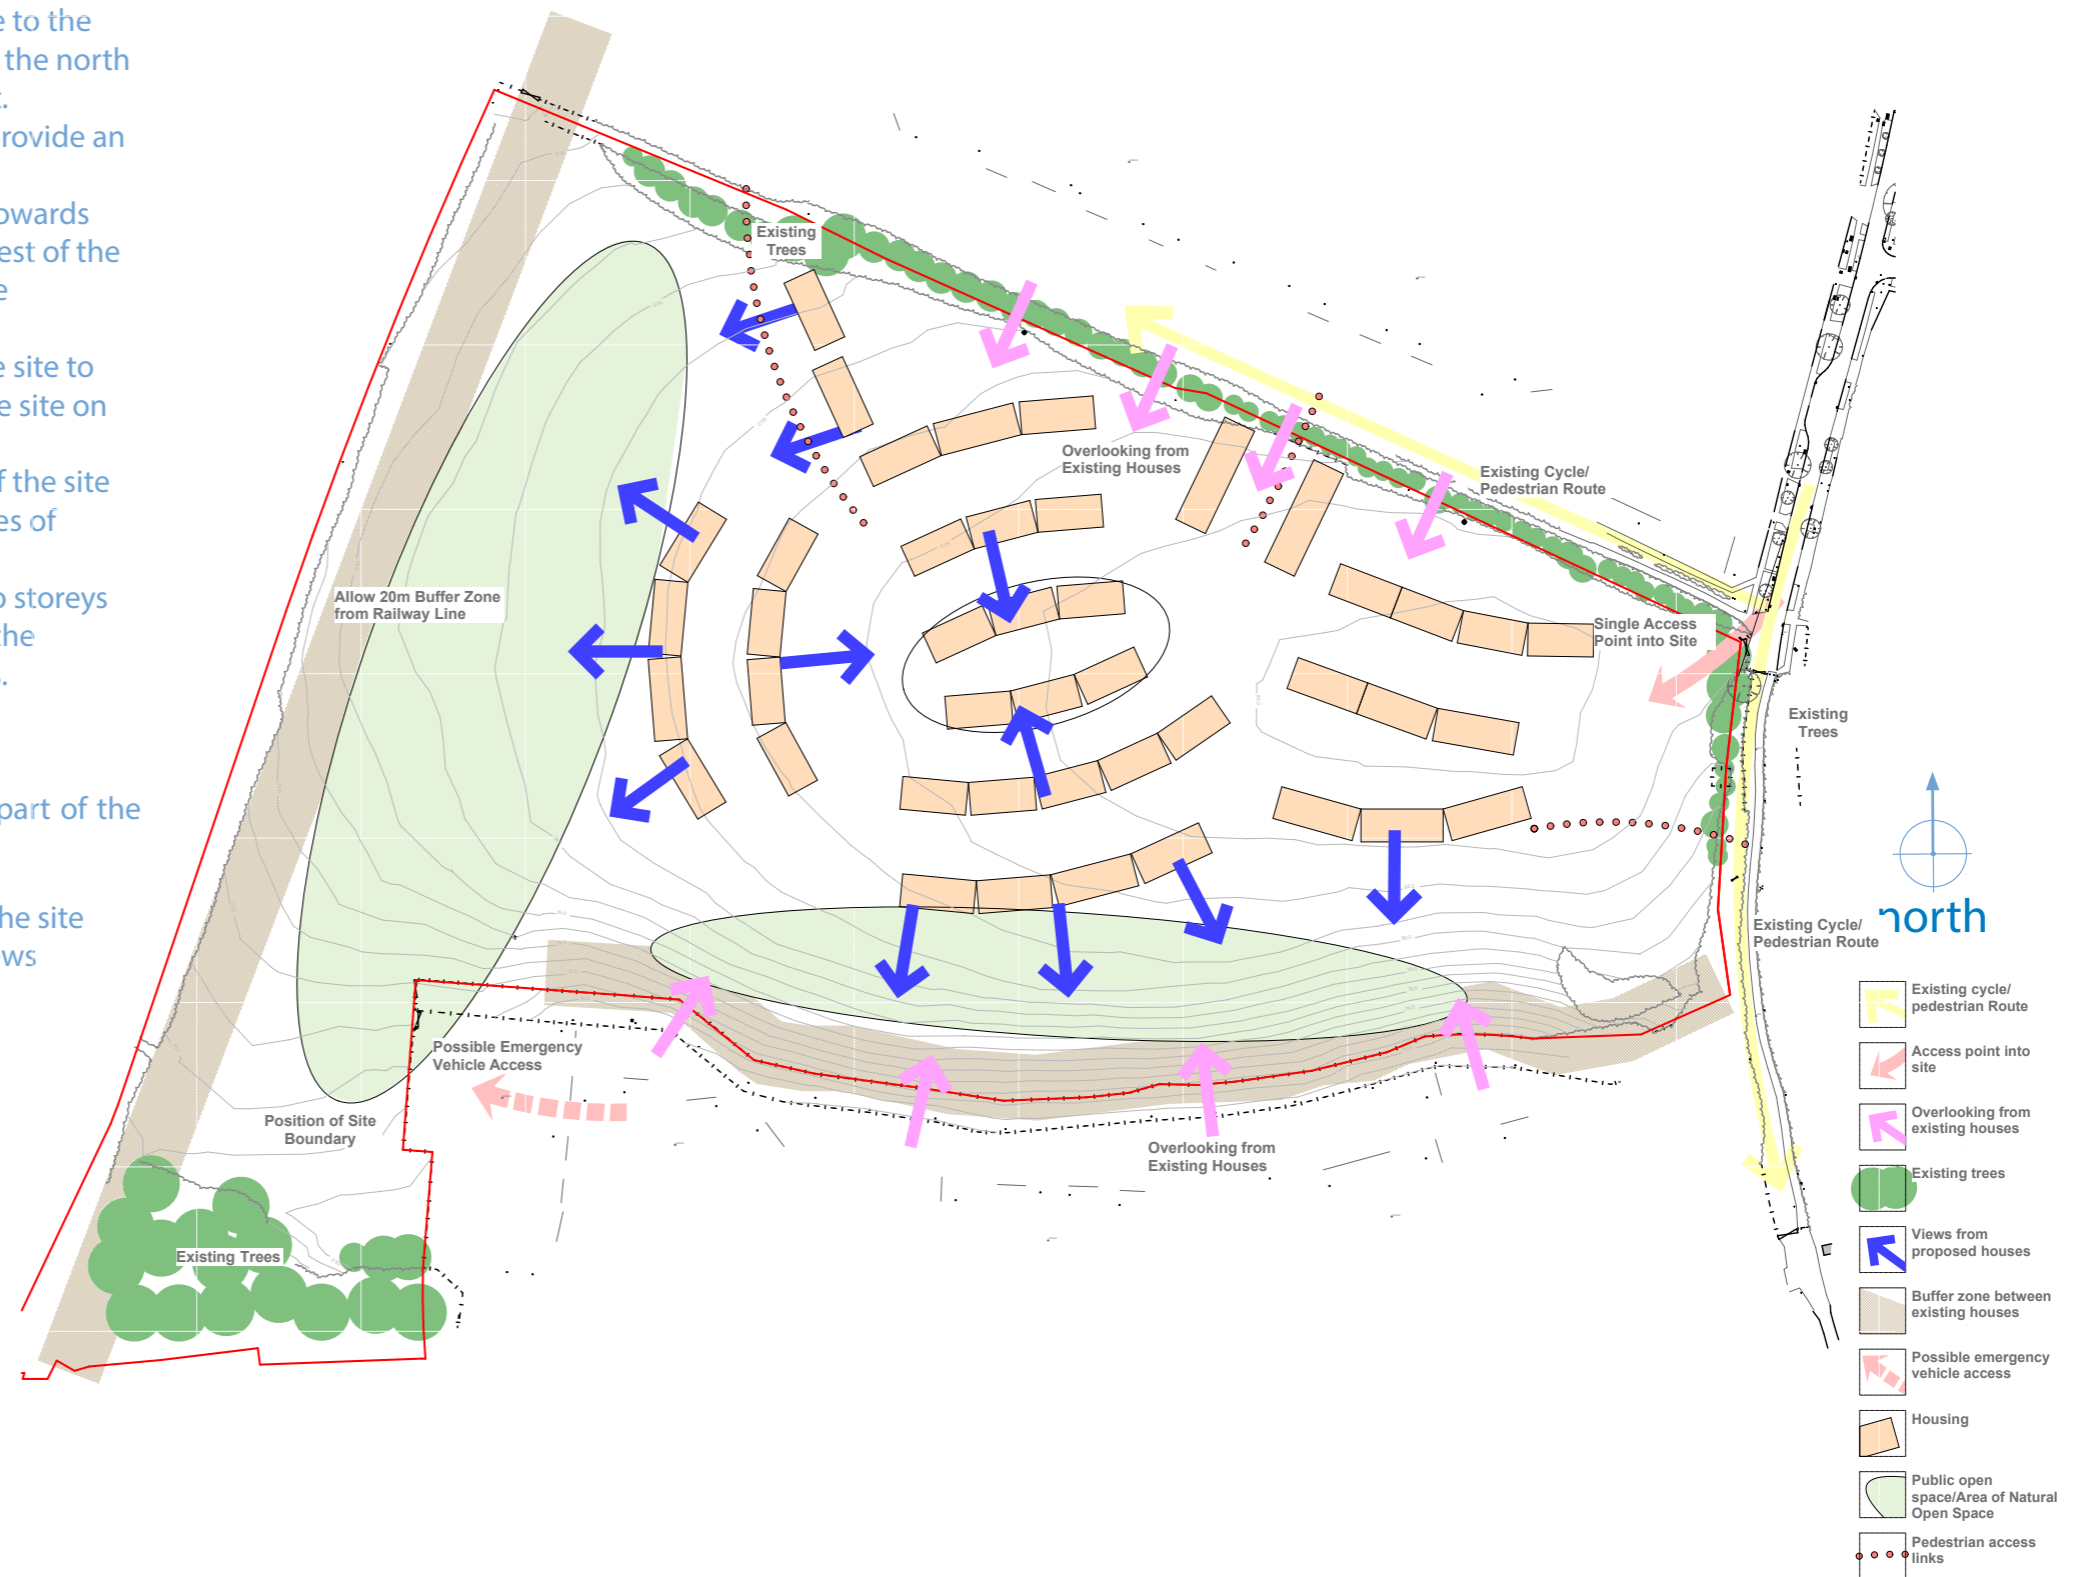 e to the
the north
t.
provide an
owards
est of the
e
e site to
e site on
f the site
es of
o storeys
the
s.
part of the
he site
ws
Existing
Trees
Overlooking from
Existing Houses
Existing Cycle/
Pedestrian Route
Allow 20m Buffer Zone
from Railway Line
Single Access
Point into Site
Existing
Trees
Existing Cycle/
Pedestrian Route
north
Possible Emergency
Vehicle Access
Position of Site
Boundary
Overlooking from
Existing Houses
Existing Trees
Existing cycle/
pedestrian Route
Access point into
site
Overlooking from
existing houses
Existing trees
Views from
proposed houses
Buffer zone between
existing houses
Possible emergency
vehicle access
Housing
Public open
space/Area of Natural
Open Space
Pedestrian access
links